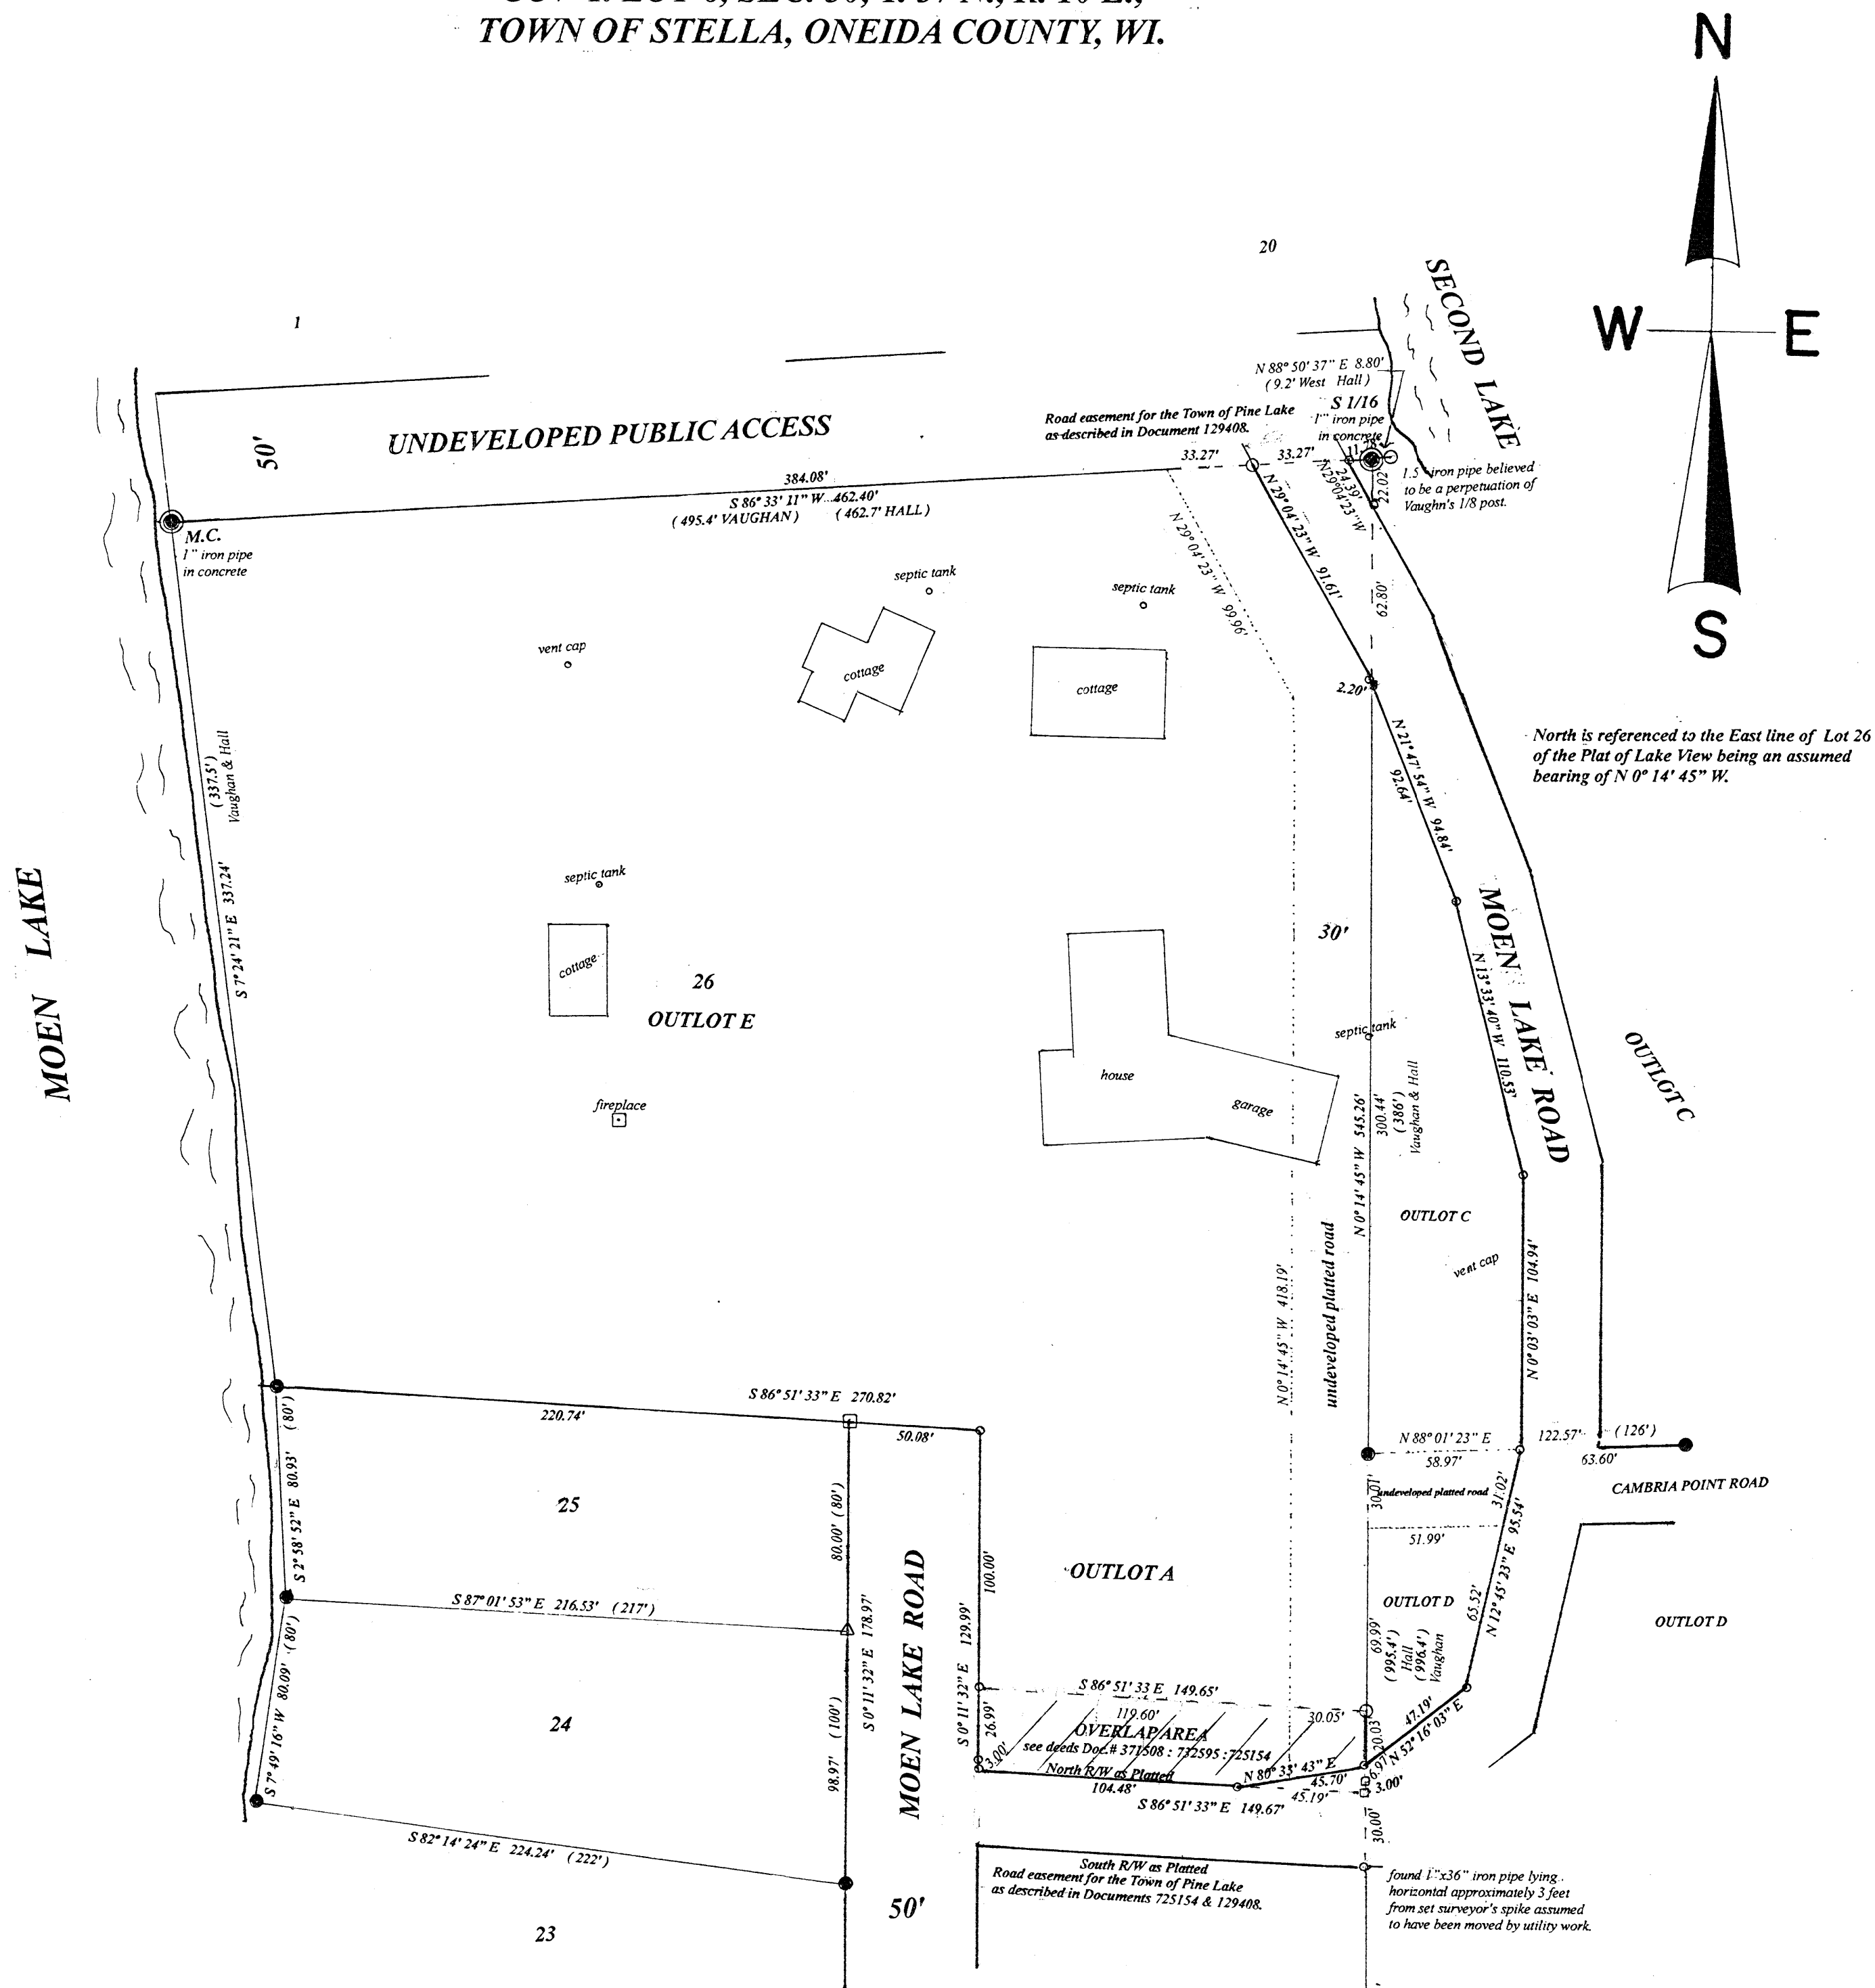 TOWN OF STELLA, ONEIDA COUNTY, WI.
N
W
E
S
20
1
SECOND LAKE
N 88° 50' 37" E 8.80'
( 9.2' West Hall )
S 1/16
1" iron pipe
in concrete
Road easement for the Town of Pine Lake
as described in Document 129408.
50'
UNDEVELOPED PUBLIC ACCESS
33.27'
33.27'
384.08'
S 86° 33' 11" W 462.40'
( 495.4' VAUGHAN ) ( 462.7' HALL )
24.39'
N 29° 04' 23" W
22.02'
1.5" iron pipe believed
to be a perpetuation of
Vaughn's 1/8 post.
M.C.
1" iron pipe
in concrete
N 29° 04' 23" W 99.96'
N 29° 04' 23" W 91.61'
62.80'
septic tank
septic tank
vent cap
cottage
cottage
2.20'
North is referenced to the East line of Lot 26
of the Plat of Lake View being an assumed
bearing of N 0° 14' 45" W.
( 337.5' )
Vaughan & Hall
S 7° 24' 21" E 337.24'
N 21° 47' 54" W 94.84'
92.64'
MOEN LAKE
septic tank
cottage
26
OUTLOT E
30'
MOEN LAKE ROAD
N 13° 33' 40" W 110.53'
septic tank
house
garage
fireplace
N 0° 14' 45" W 545.26'
300.44'
( 386' )
Vaughan & Hall
OUTLOT C
OUTLOT C
vent cap
N 0° 14' 45" W 418.19'
undeveloped platted road
N 0° 03' 03" E 104.94'
S 86° 51' 33" E 270.82'
220.74'
50.08'
N 88° 01' 23" E
58.97'
122.57' (126')
63.60'
CAMBRIA POINT ROAD
( 80' )
S 2° 58' 52" E 80.93'
25
80.00' ( 80' )
30.01'
undeveloped platted road
31.02'
51.99'
N 12° 45' 23" E 95.54'
65.52'
100.00'
OUTLOT A
OUTLOT D
OUTLOT D
S 87° 01' 53" E 216.53' ( 217' )
( 80' )
S 7° 49' 16" W 80.09'
S 0° 11' 32" E 178.97'
MOEN LAKE ROAD
S 0° 11' 32" E 129.99'
69.99'
( 995.4' )
Hall
( 996.4' )
Vaughan
24
98.97' ( 100' )
26.99'
S 86° 51' 33 E 149.65'
119.60'
30.05'
OVERLAP AREA
see deeds Doc.# 371508 : 732595 :725154
3.00'
North R/W as Platted
104.48'
N 80° 33' 43" E
45.70'
45.19'
S 86° 51' 33" E 149.67'
20.03'
47.19'
N 52° 16' 03" E
6.97'
3.00'
30.00'
S 82° 14' 24" E 224.24' ( 222' )
South R/W as Platted
Road easement for the Town of Pine Lake
as described in Documents 725154 & 129408.
found 1"x36" iron pipe lying
horizontal approximately 3 feet
from set surveyor's spike assumed
to have been moved by utility work.
50'
23